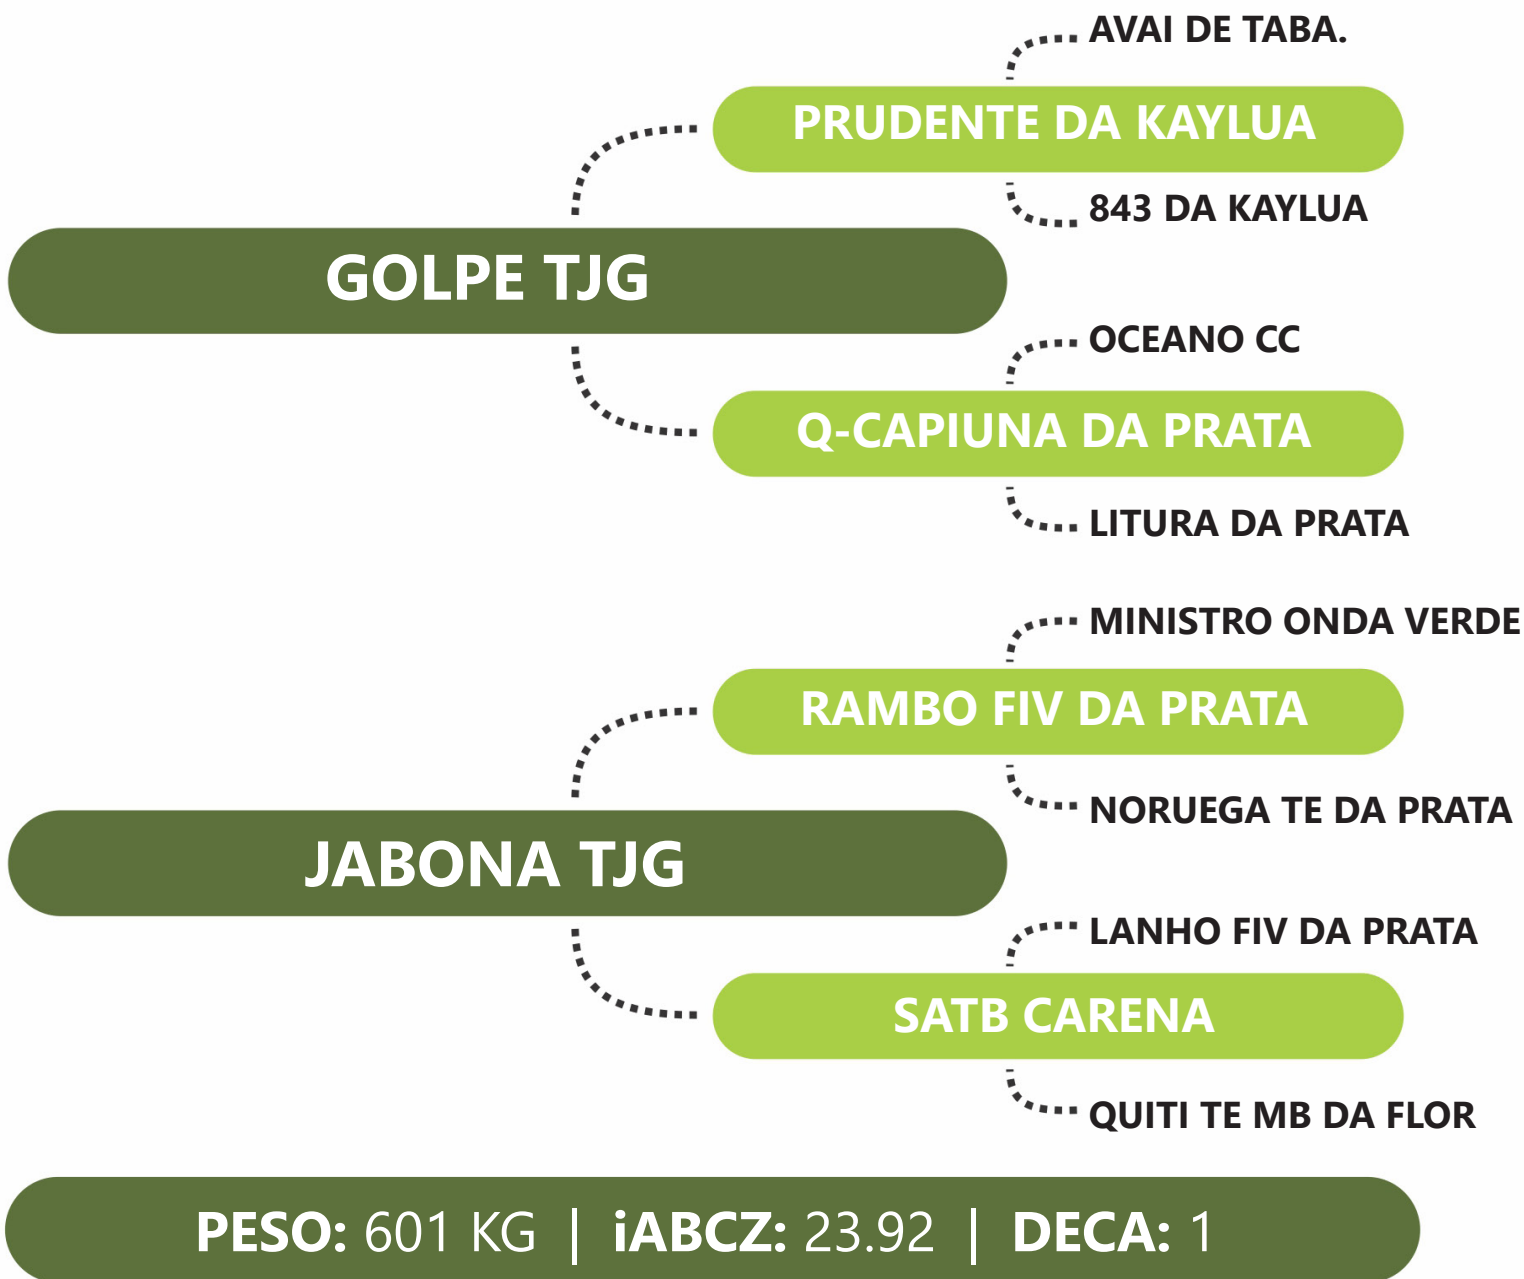 AVAI DE TABA.
PRUDENTE DA KAYLUA
843 DA KAYLUA
GOLPE TJG
OCEANO CC
Q-CAPIUNA DA PRATA
LITURA DA PRATA
MINISTRO ONDA VERDE
RAMBO FIV DA PRATA
NORUEGA TE DA PRATA
JABONA TJG
LANHO FIV DA PRATA
SATB CARENA
QUITI TE MB DA FLOR
PESO: 601 KG | iABCZ: 23.92 | DECA: 1